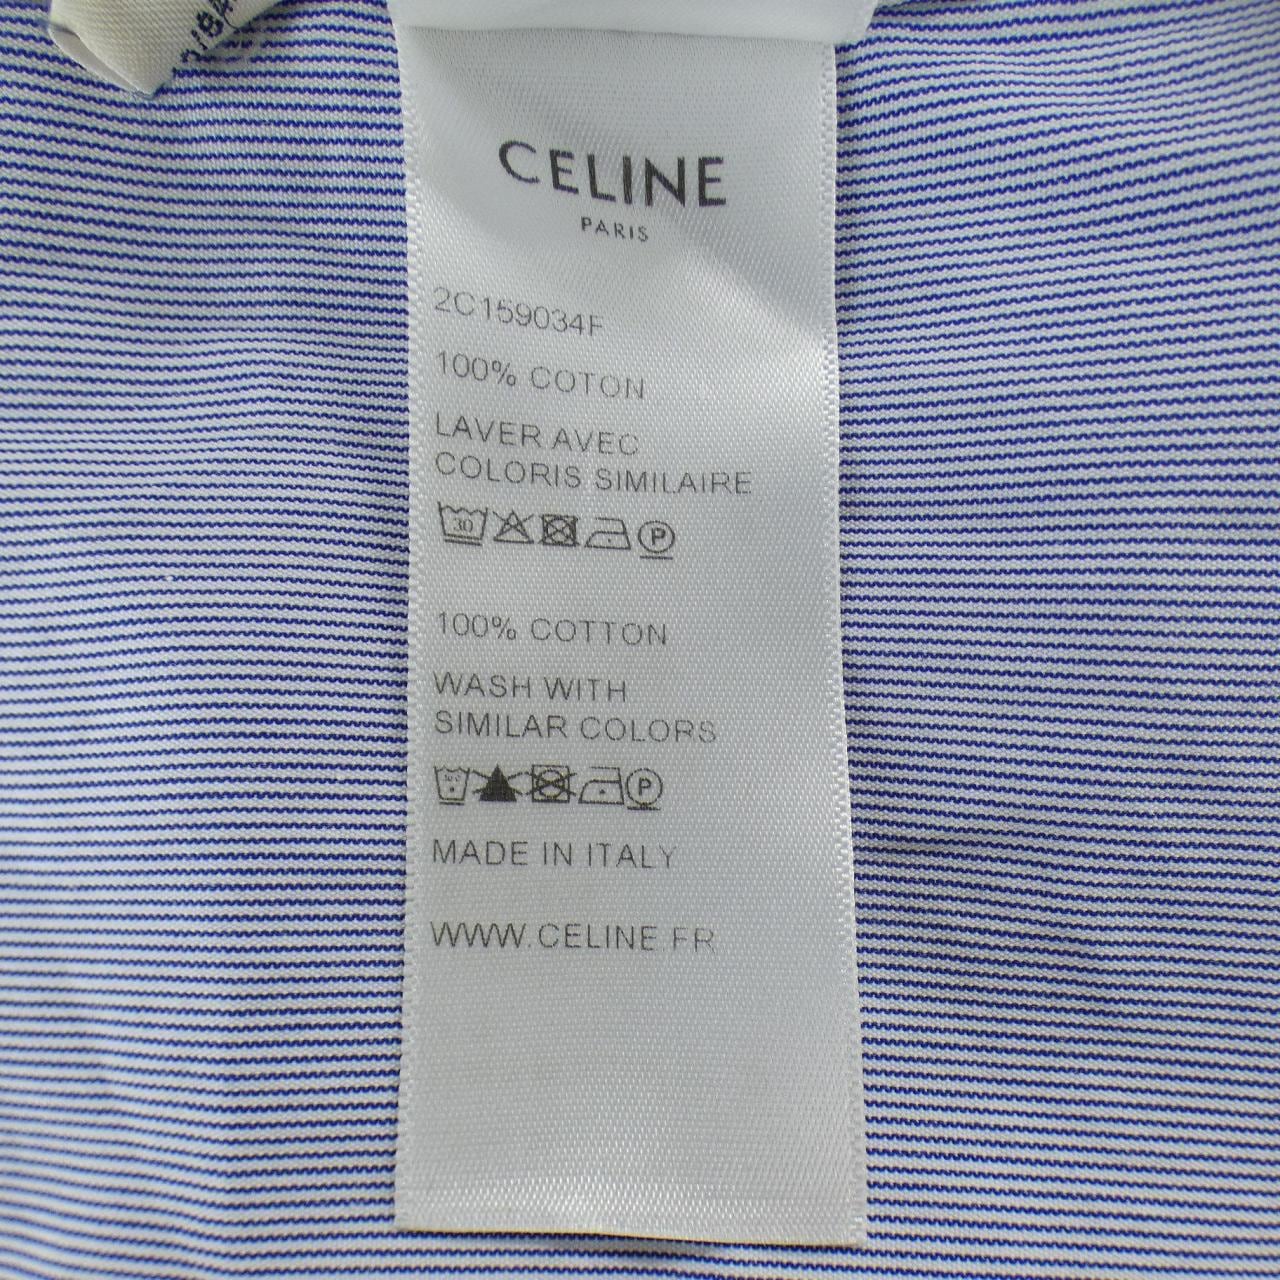 CELINE
PARIS
2C159034F
100% COTON
LAVER AVEC
COLORIS SIMILAIRE
30 P
100% COTTON
WASH WITH
SIMILAR COLORS
P
MADE IN ITALY
WWW.CELINE.FR